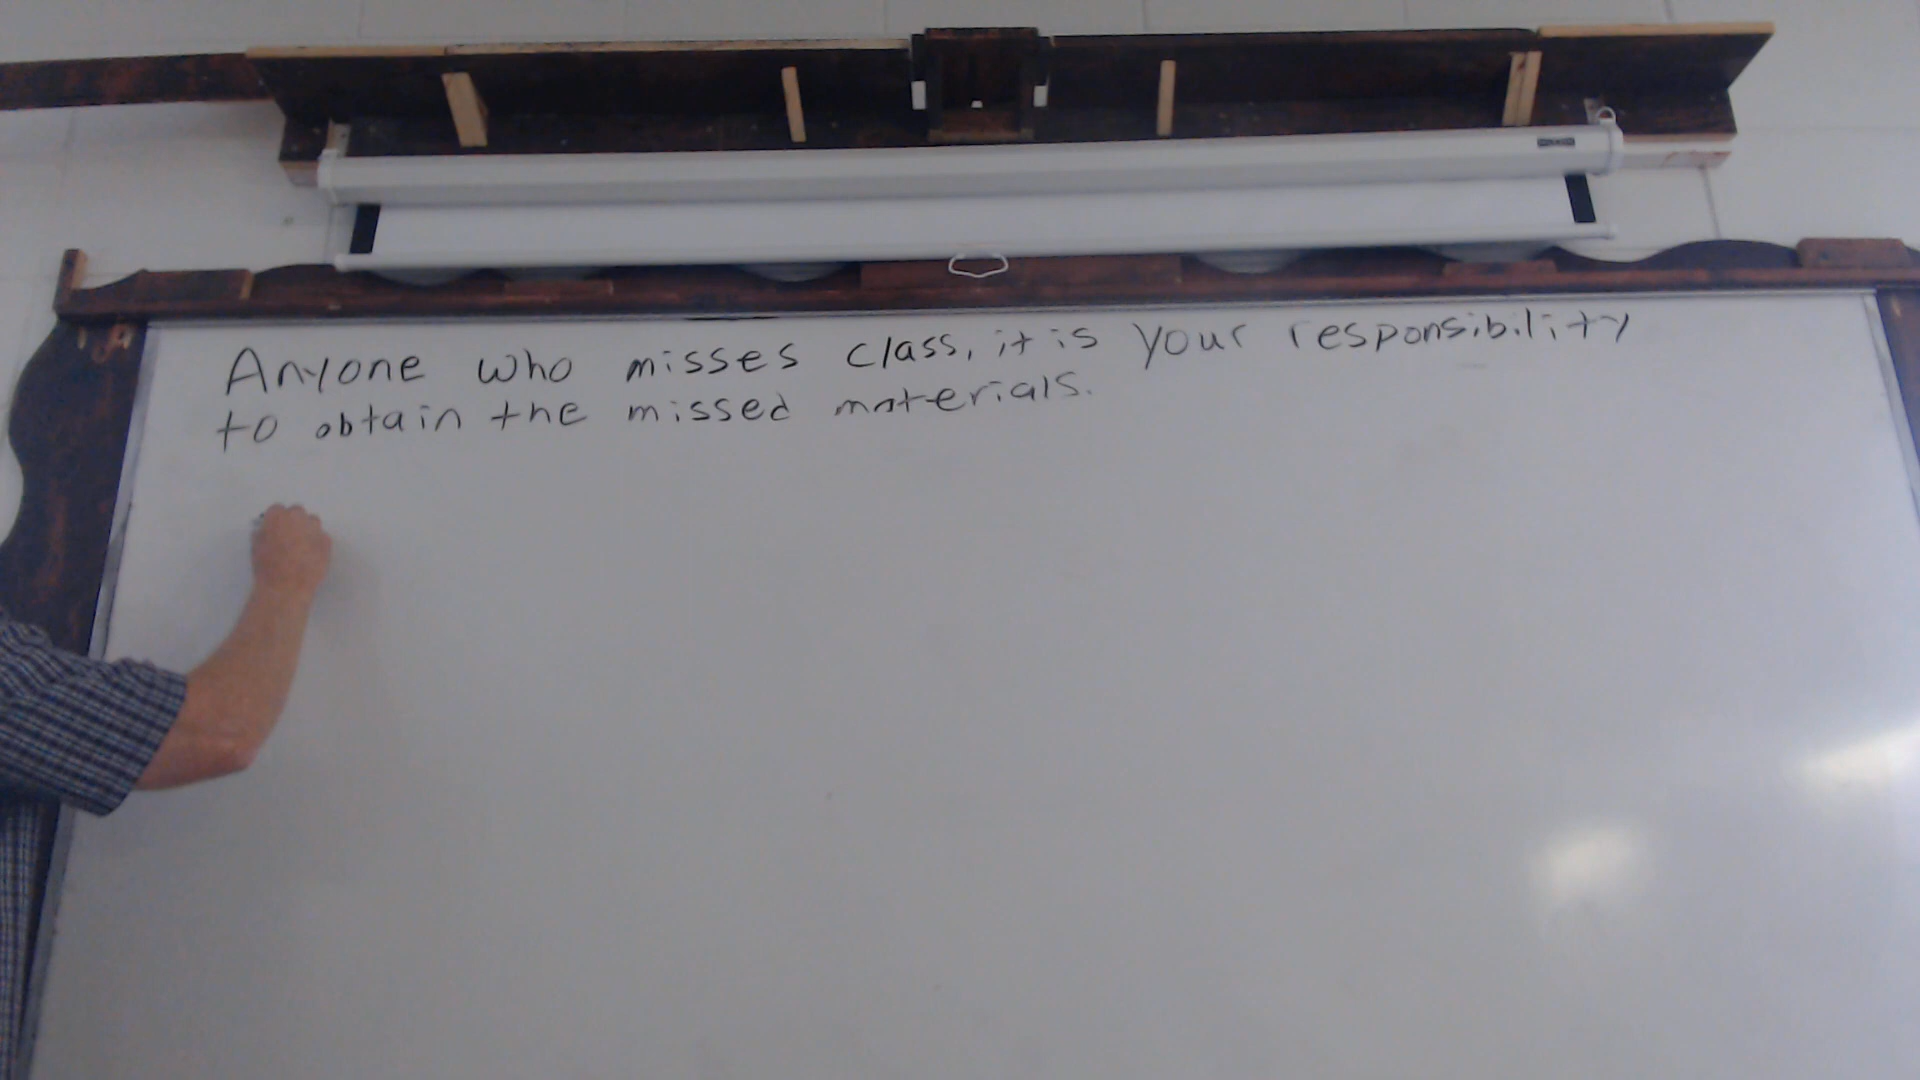 Anyone who misses class, it is your responsibility
to obtain the missed materials.